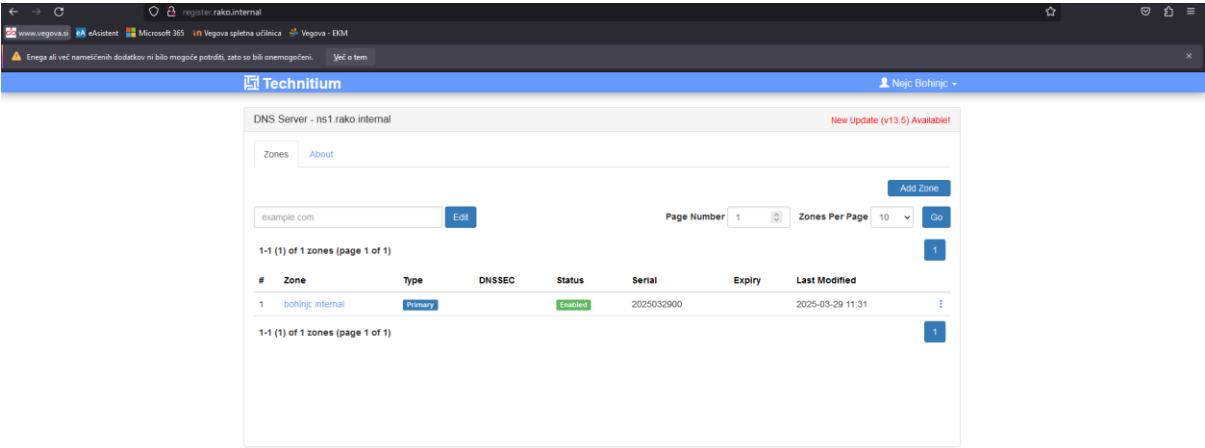 register.rako.internal
www.vegova.si eAsistent Microsoft 365 Vegova spletna učilnica Vegova - EKM
Enega ali več nameščenih dodatkov ni bilo mogoče potrditi, zato so bili onemogočeni. Več o tem
Technitium Nejc Bohinjc
DNS Server - ns1.rako.internal New Update (v13.5) Available!
Zones About
Add Zone
example.com Edit Page Number 1 Zones Per Page 10 Go
1-1 (1) of 1 zones (page 1 of 1) 1
# Zone Type DNSSEC Status Serial Expiry Last Modified
1 bohinjc.internal Primary Enabled 2025032900 2025-03-29 11:31
1-1 (1) of 1 zones (page 1 of 1) 1